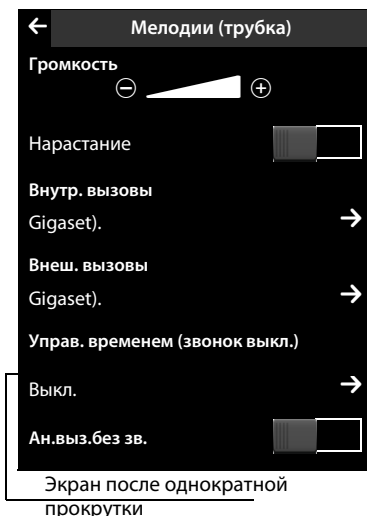 Мелодии (трубка)
Громкость
Нарастание
Внутр. вызовы
Gigaset).
Внеш. вызовы
Gigaset).
Управ. временем (звонок выкл.)
Выкл.
Ан.выз.без зв.
Экран после однократной
прокрутки